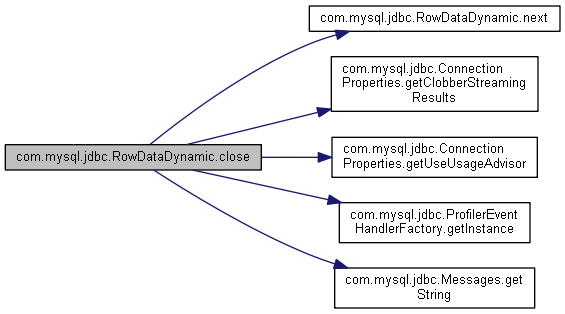 com.mysql.jdbc.RowDataDynamic.next
com.mysql.jdbc.Connection
Properties.getClobberStreaming
Results
com.mysql.jdbc.RowDataDynamic.close
com.mysql.jdbc.Connection
Properties.getUseUsageAdvisor
com.mysql.jdbc.ProfilerEvent
HandlerFactory.getInstance
com.mysql.jdbc.Messages.get
String